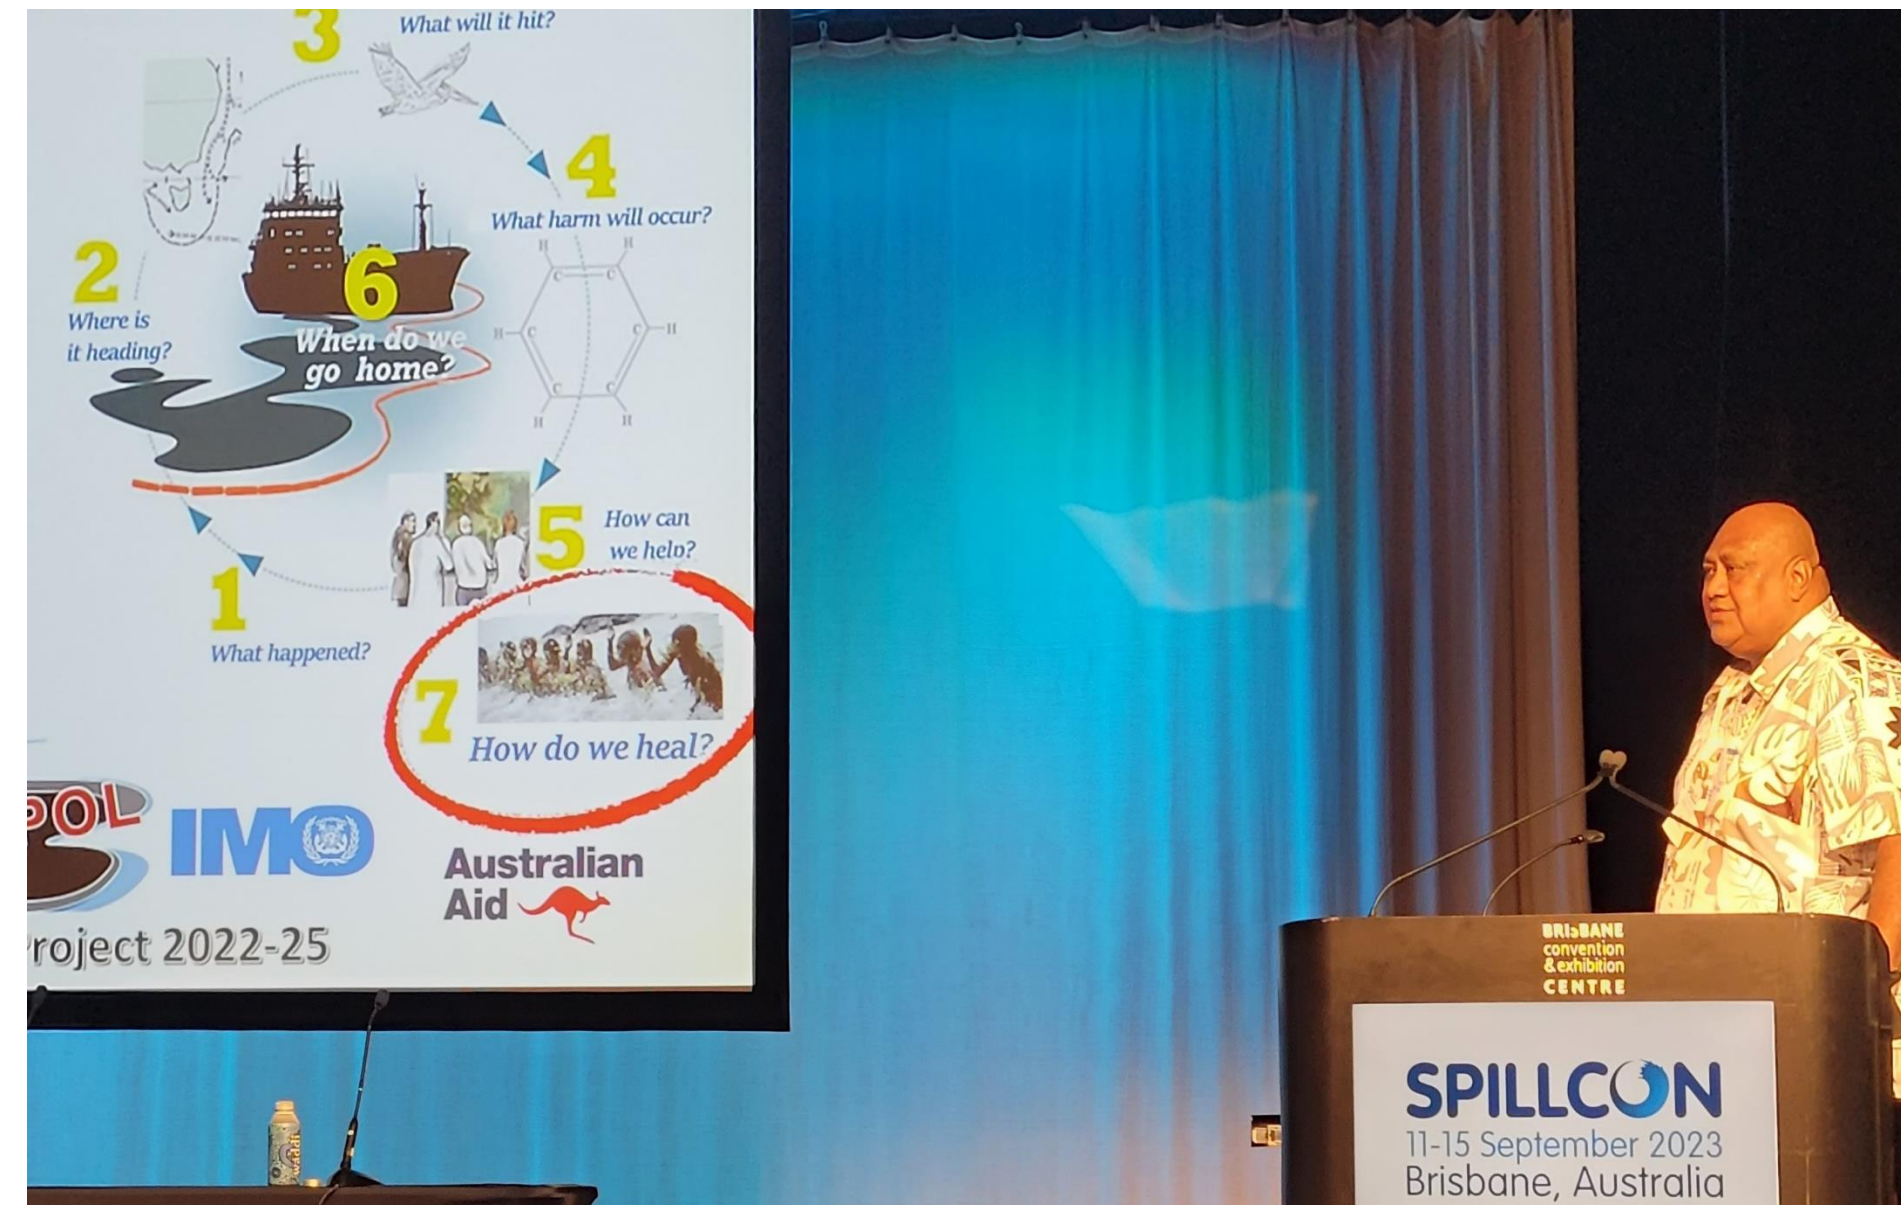 3
What will it hit?
4
What harm will occur?
2
Where is
it heading?
6
When do we
go home?
H
H
C
C
H
C
C
H
C
C
H
H
5
How can
we help?
1
What happened?
7
How do we heal?
POL
IMO
Australian
Aid
roject 2022-25
wadi
BRISBANE
convention
& exhibition
CENTRE
SPILLCON
11-15 September 2023
Brisbane, Australia